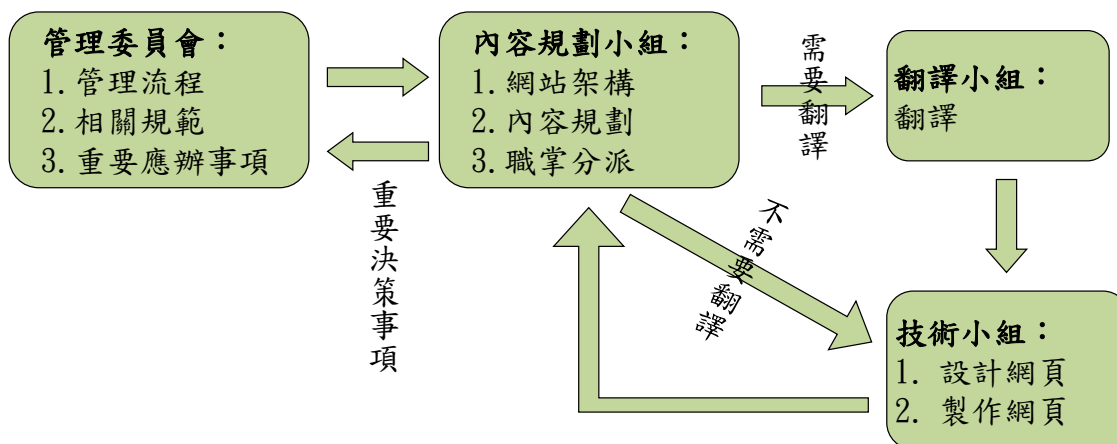 管理委員會：
1.管理流程
2.相關規範
3.重要應辦事項
內容規劃小組：
1.網站架構
2.內容規劃
3.職掌分派
需要翻譯
翻譯小組：
翻譯
重要決策事項
不需要翻譯
技術小組：
1. 設計網頁
2. 製作網頁